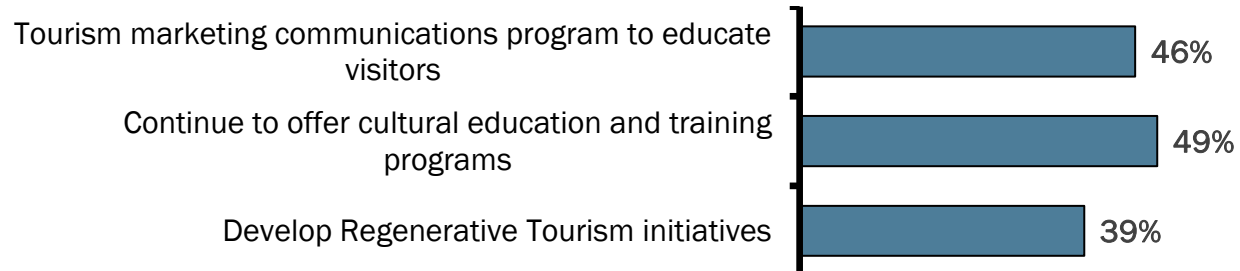 Tourism marketing communications program to educate
visitors
46%
Continue to offer cultural education and training
programs
49%
Develop Regenerative Tourism initiatives
39%